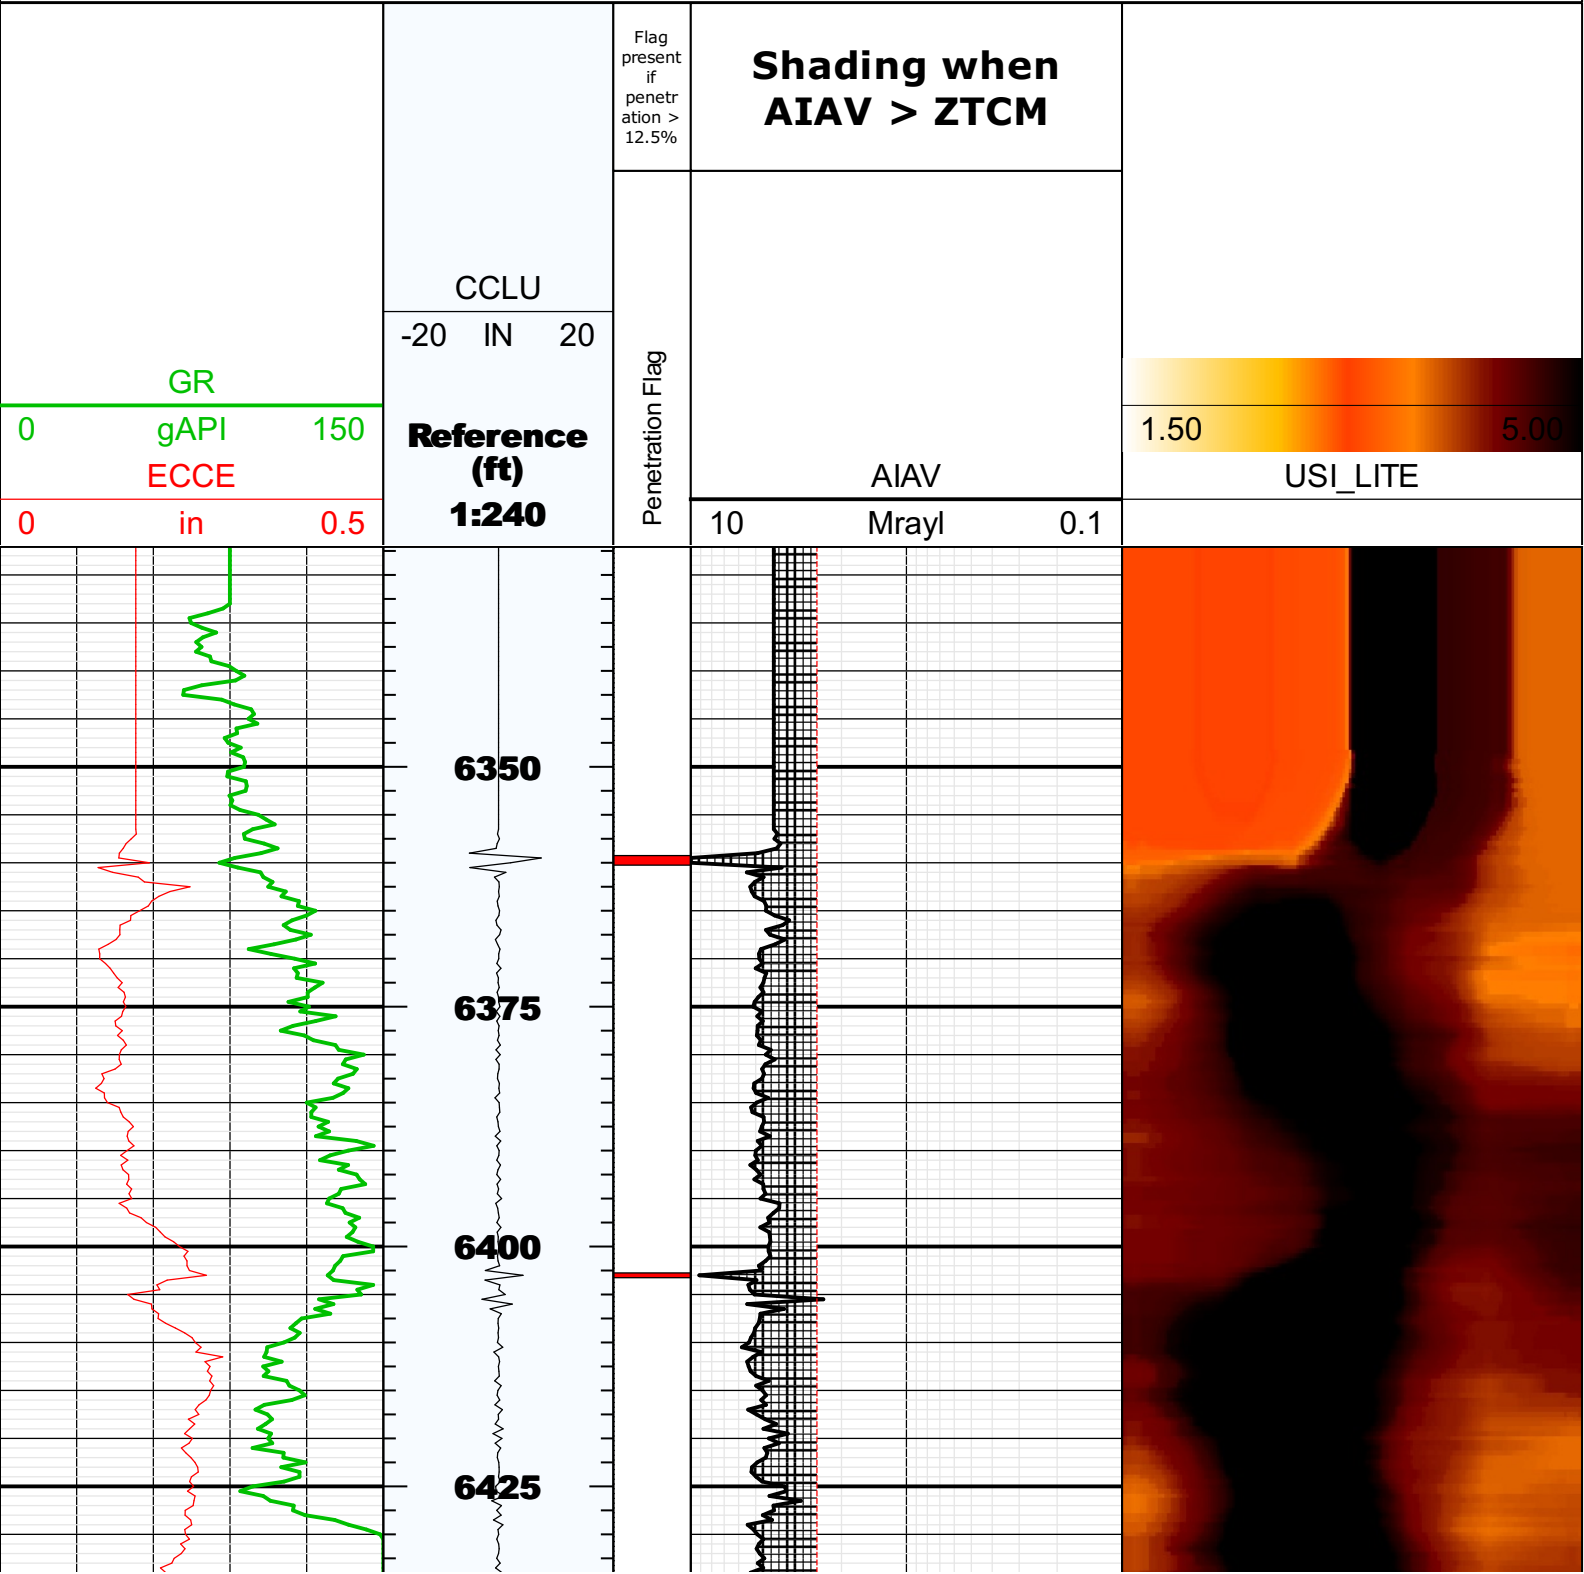 GR
0 gAPI 150
ECCE
0 in 0.5
CCLU
-20 IN 20
Reference
(ft)
1:240
Flag
present
if
penetr
ation >
12.5%
Penetration Flag
Shading when
AIAV > ZTCM
AIAV
10 Mrayl 0.1
1.50 5.00
USI_LITE
6350
6375
6400
6425